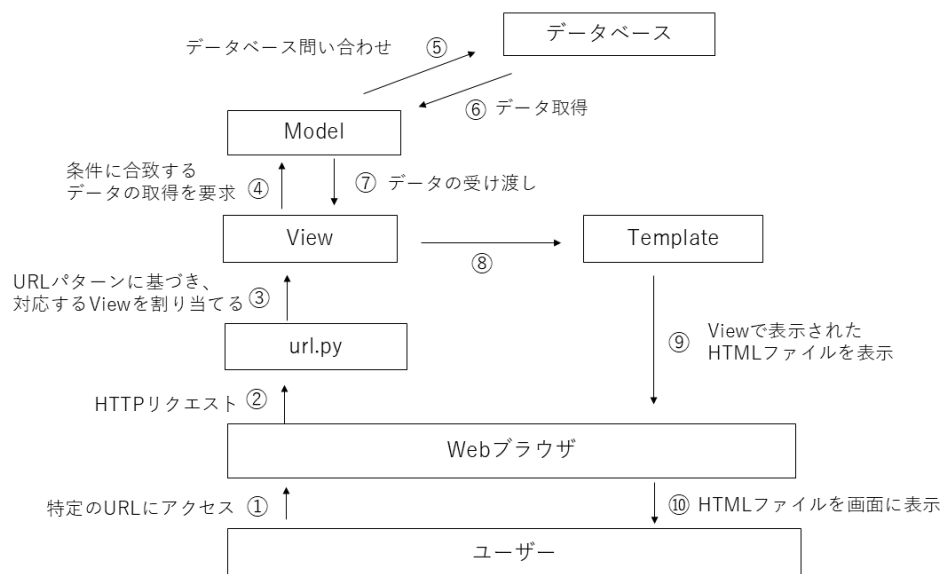 データベース
データベース問い合わせ ⑤
⑥ データ取得
Model
条件に合致する
データの取得を要求 ④
⑦ データの受け渡し
View
Template
⑧
URLパターンに基づき、
対応するViewを割り当てる ③
url.py
⑨ Viewで表示された
HTMLファイルを表示
HTTPリクエスト ②
Webブラウザ
特定のURLにアクセス ①
⑩ HTMLファイルを画面に表示
ユーザー